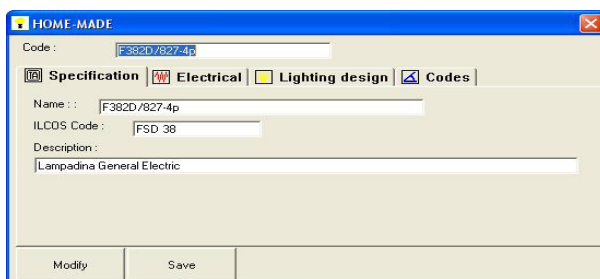 HOME-MADE
Code :
F382D/827-4p
Specification Electrical Lighting design Codes
Name : : F382D/827-4p
ILCOS Code : FSD 38
Description :
Lampadina General Electric
Modify Save